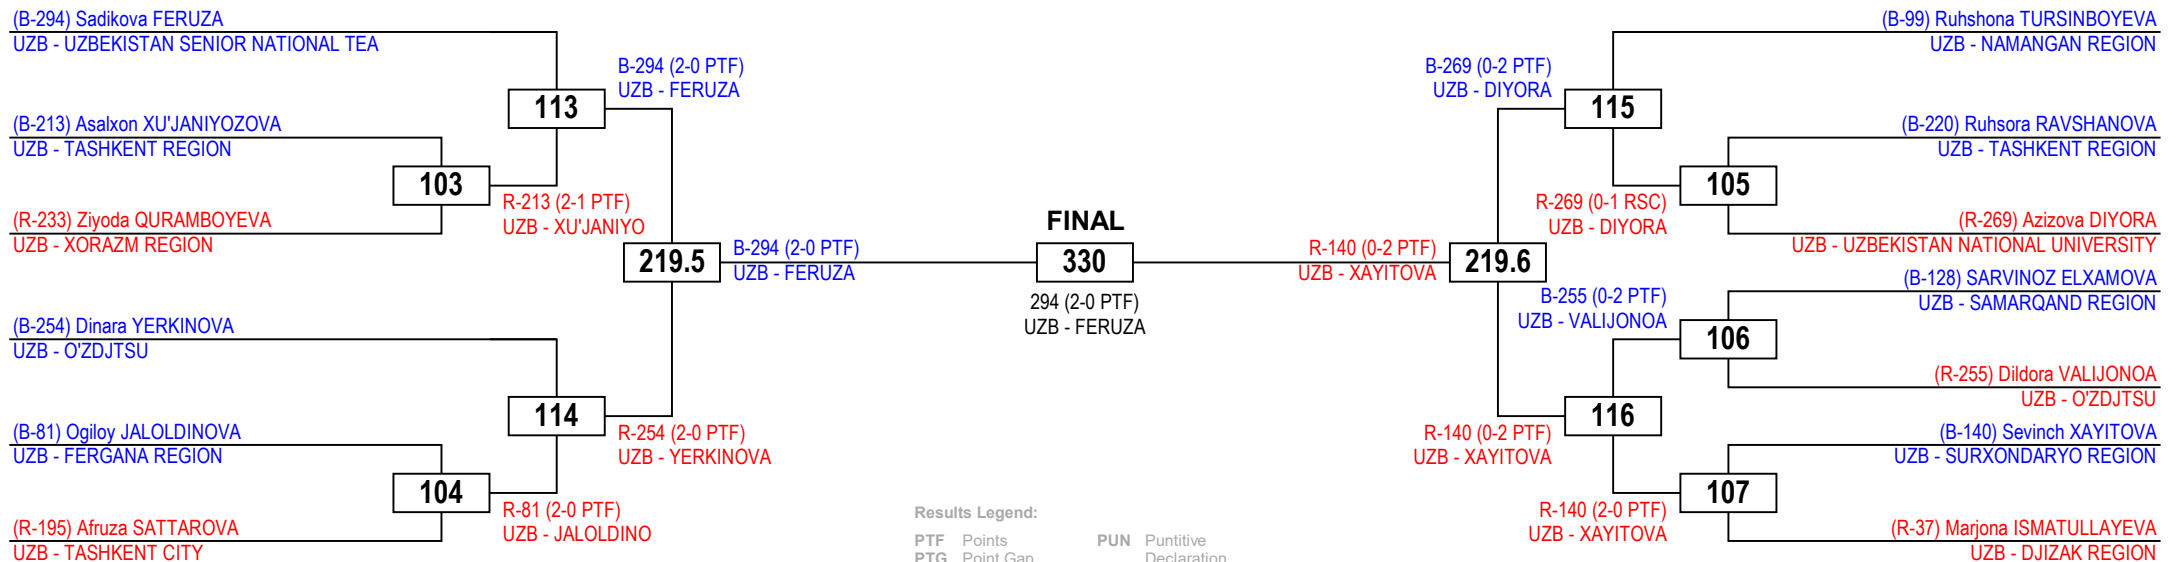 (B-294) Sadikova FERUZA
UZB - UZBEKISTAN SENIOR NATIONAL TEA
B-294 (2-0 PTF)
UZB - FERUZA
113
(B-213) Asalxon XU'JANIYOZOVA
UZB - TASHKENT REGION
103
R-213 (2-1 PTF)
UZB - XU'JANIYO
(R-233) Ziyoda QURAMBOYEVA
UZB - XORAZM REGION
219.5
B-294 (2-0 PTF)
UZB - FERUZA
(B-254) Dinara YERKINOVA
UZB - O'ZDJTSU
114
R-254 (2-0 PTF)
UZB - YERKINOVA
(B-81) Ogiloy JALOLDINOVA
UZB - FERGANA REGION
104
R-81 (2-0 PTF)
UZB - JALOLDINO
(R-195) Afruza SATTAROVA
UZB - TASHKENT CITY
FINAL
330
294 (2-0 PTF)
UZB - FERUZA
Results Legend:
PTF Points
PUN Puntitive
PTG Point Gap
Declaration
(B-99) Ruhshona TURSINBOYEVA
UZB - NAMANGAN REGION
B-269 (0-2 PTF)
UZB - DIYORA
115
(B-220) Ruhsora RAVSHANOVA
UZB - TASHKENT REGION
105
R-269 (0-1 RSC)
UZB - DIYORA
(R-269) Azizova DIYORA
UZB - UZBEKISTAN NATIONAL UNIVERSITY
R-140 (0-2 PTF)
UZB - XAYITOVA
219.6
(B-128) SARVINOZ ELXAMOVA
UZB - SAMARQAND REGION
B-255 (0-2 PTF)
UZB - VALIJONOA
106
(R-255) Dildora VALIJONOA
UZB - O'ZDJTSU
116
R-140 (0-2 PTF)
UZB - XAYITOVA
(B-140) Sevinch XAYITOVA
UZB - SURXONDARYO REGION
107
R-140 (2-0 PTF)
UZB - XAYITOVA
(R-37) Marjona ISMATULLAYEVA
UZB - DJIZAK REGION